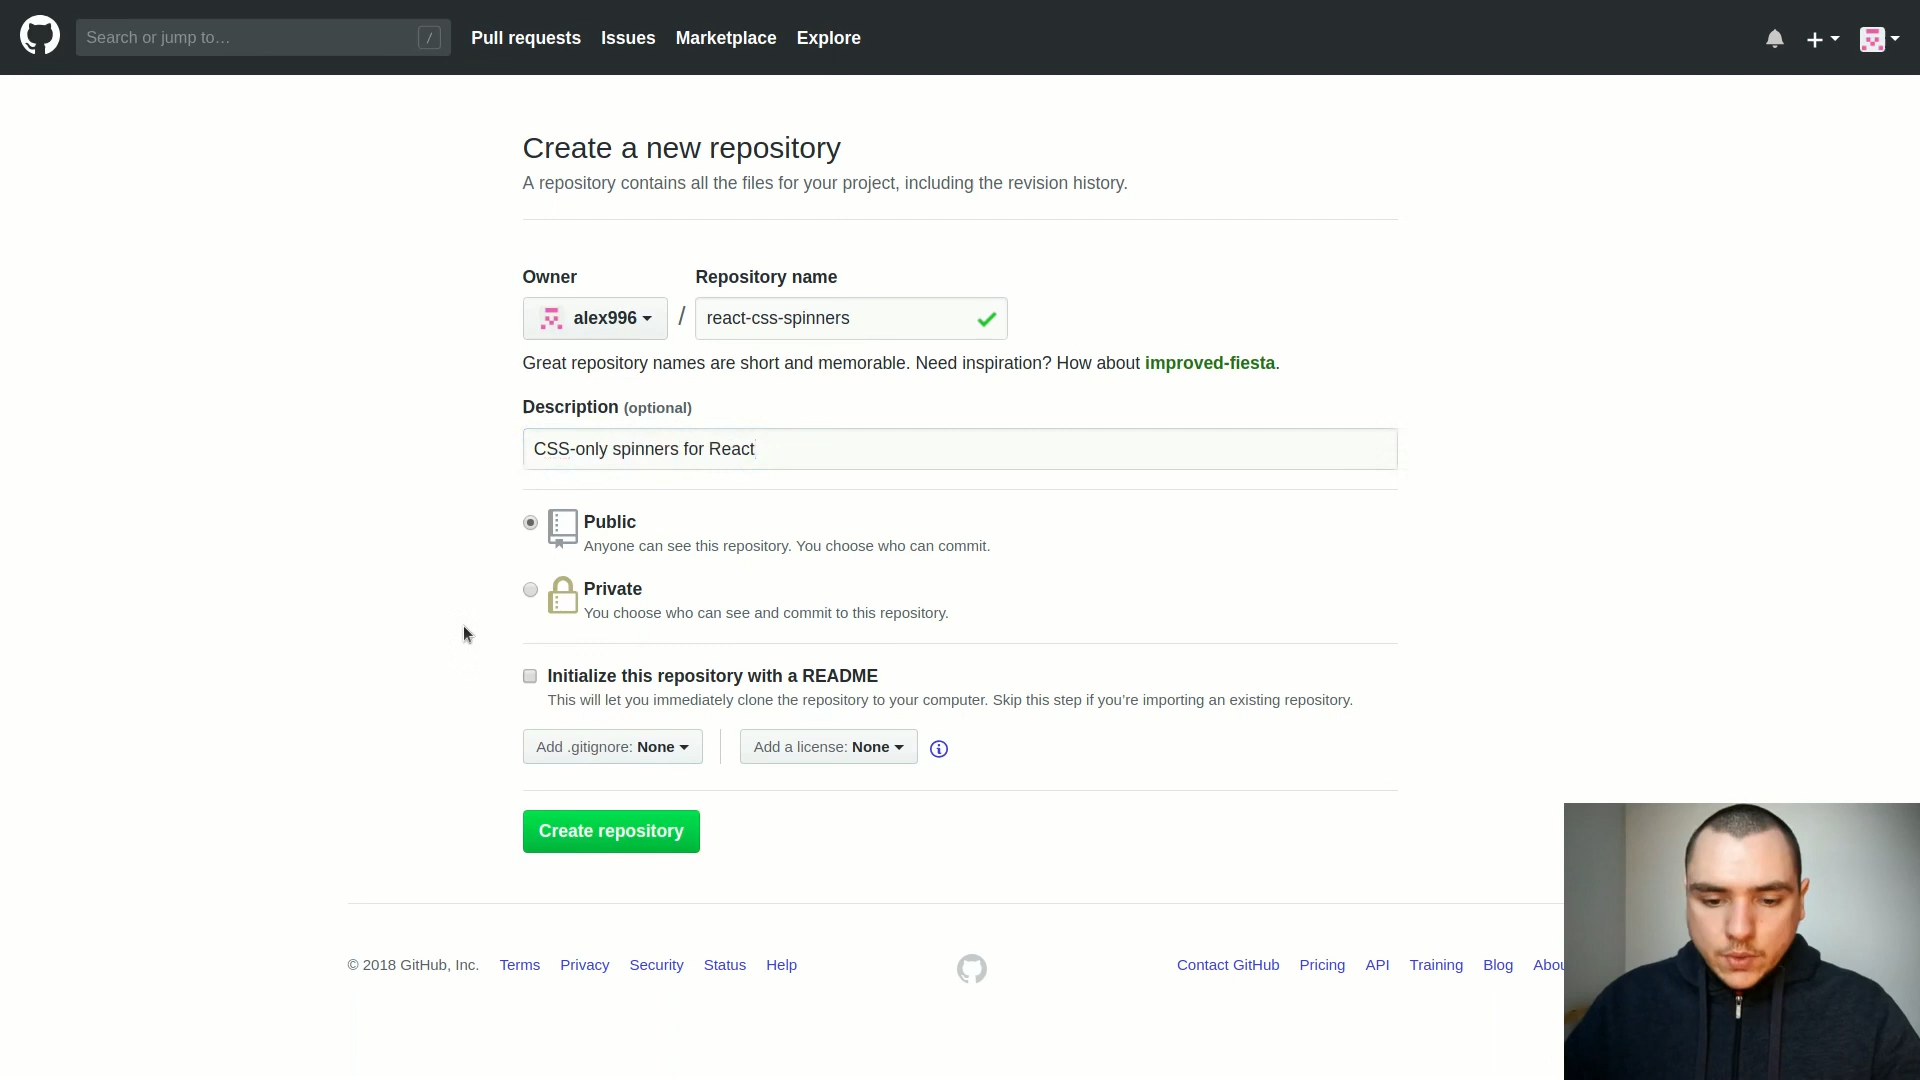 Search or jump to…
/
Pull requests Issues Marketplace Explore
Create a new repository
A repository contains all the files for your project, including the revision history.
Owner Repository name
alex996 / react-css-spinners
Great repository names are short and memorable. Need inspiration? How about improved-fiesta.
Description (optional)
CSS-only spinners for React
Public
Anyone can see this repository. You choose who can commit.
Private
You choose who can see and commit to this repository.
Initialize this repository with a README
This will let you immediately clone the repository to your computer. Skip this step if you’re importing an existing repository.
Add .gitignore: None Add a license: None
Create repository
© 2018 GitHub, Inc. Terms Privacy Security Status Help Contact GitHub Pricing API Training Blog Abou